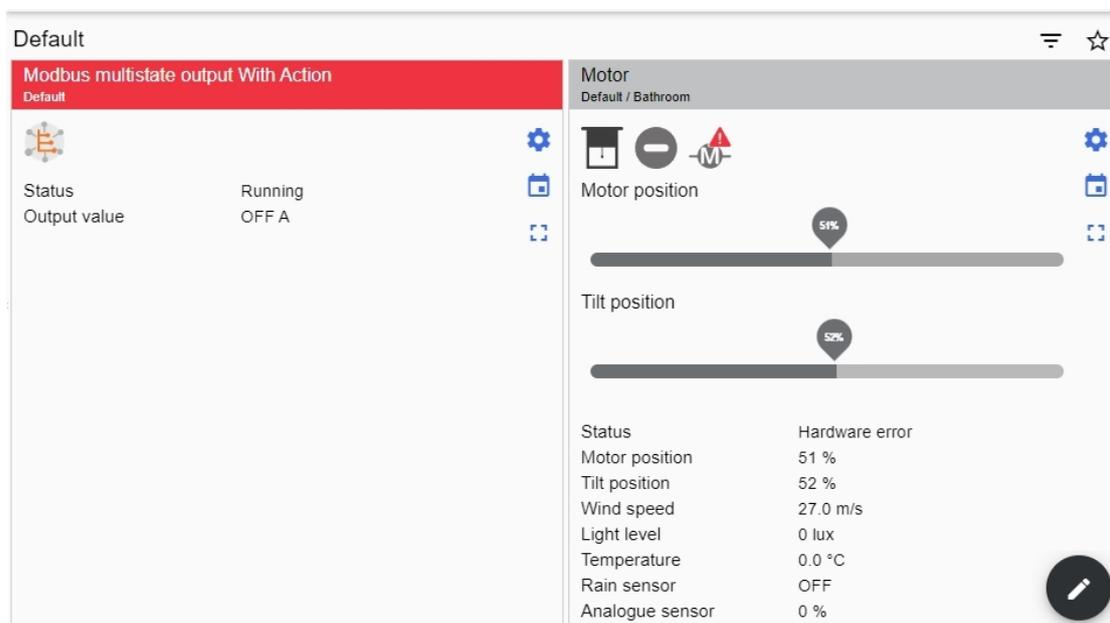 Default
Modbus multistate output With Action
Default
Status Running
Output value OFF A
Motor
Default / Bathroom
M
Motor position
51%
Tilt position
52%
Status Hardware error
Motor position 51 %
Tilt position 52 %
Wind speed 27.0 m/s
Light level 0 lux
Temperature 0.0 °C
Rain sensor OFF
Analogue sensor 0 %